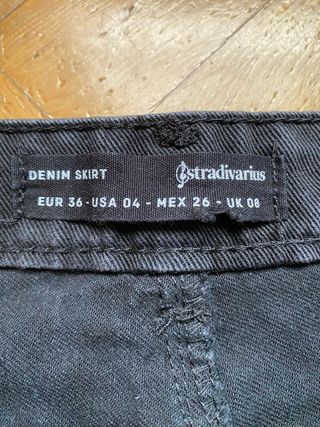 DENIM SKIRT stradivarius
EUR 36 - USA 04 - MEX 26 - UK 08